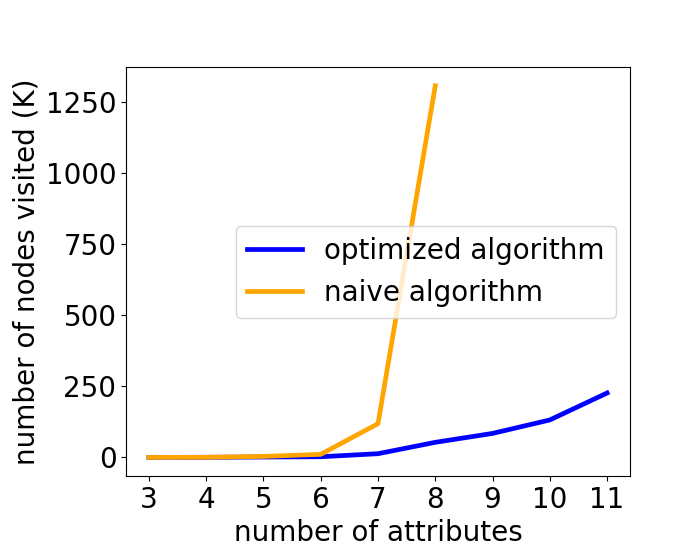 number of nodes visited (K)
1250
1000
750
500
250
0
optimized algorithm
naive algorithm
3 4 5 6 7 8 9 10 11
number of attributes